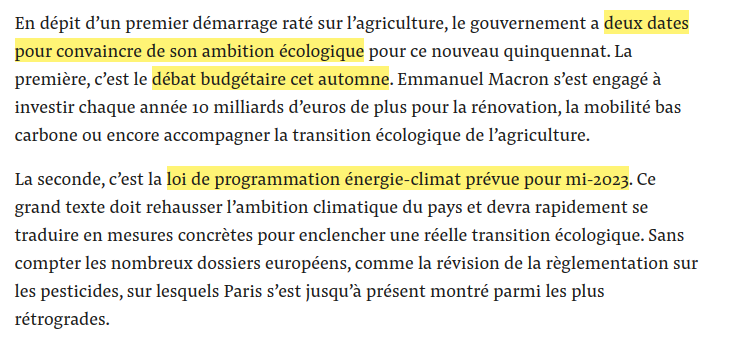 En dépit d’un premier démarrage raté sur l’agriculture, le gouvernement a deux dates
pour convaincre de son ambition écologique pour ce nouveau quinquennat. La
première, c’est le débat budgétaire cet automne. Emmanuel Macron s’est engagé à
investir chaque année 10 milliards d’euros de plus pour la rénovation, la mobilité bas
carbone ou encore accompagner la transition écologique de l’agriculture.
La seconde, c’est la loi de programmation énergie-climat prévue pour mi-2023. Ce
grand texte doit rehausser l’ambition climatique du pays et devra rapidement se
traduire en mesures concrètes pour enclencher une réelle transition écologique. Sans
compter les nombreux dossiers européens, comme la révision de la règlementation sur
les pesticides, sur lesquels Paris s’est jusqu’à présent montré parmi les plus
rétrogrades.